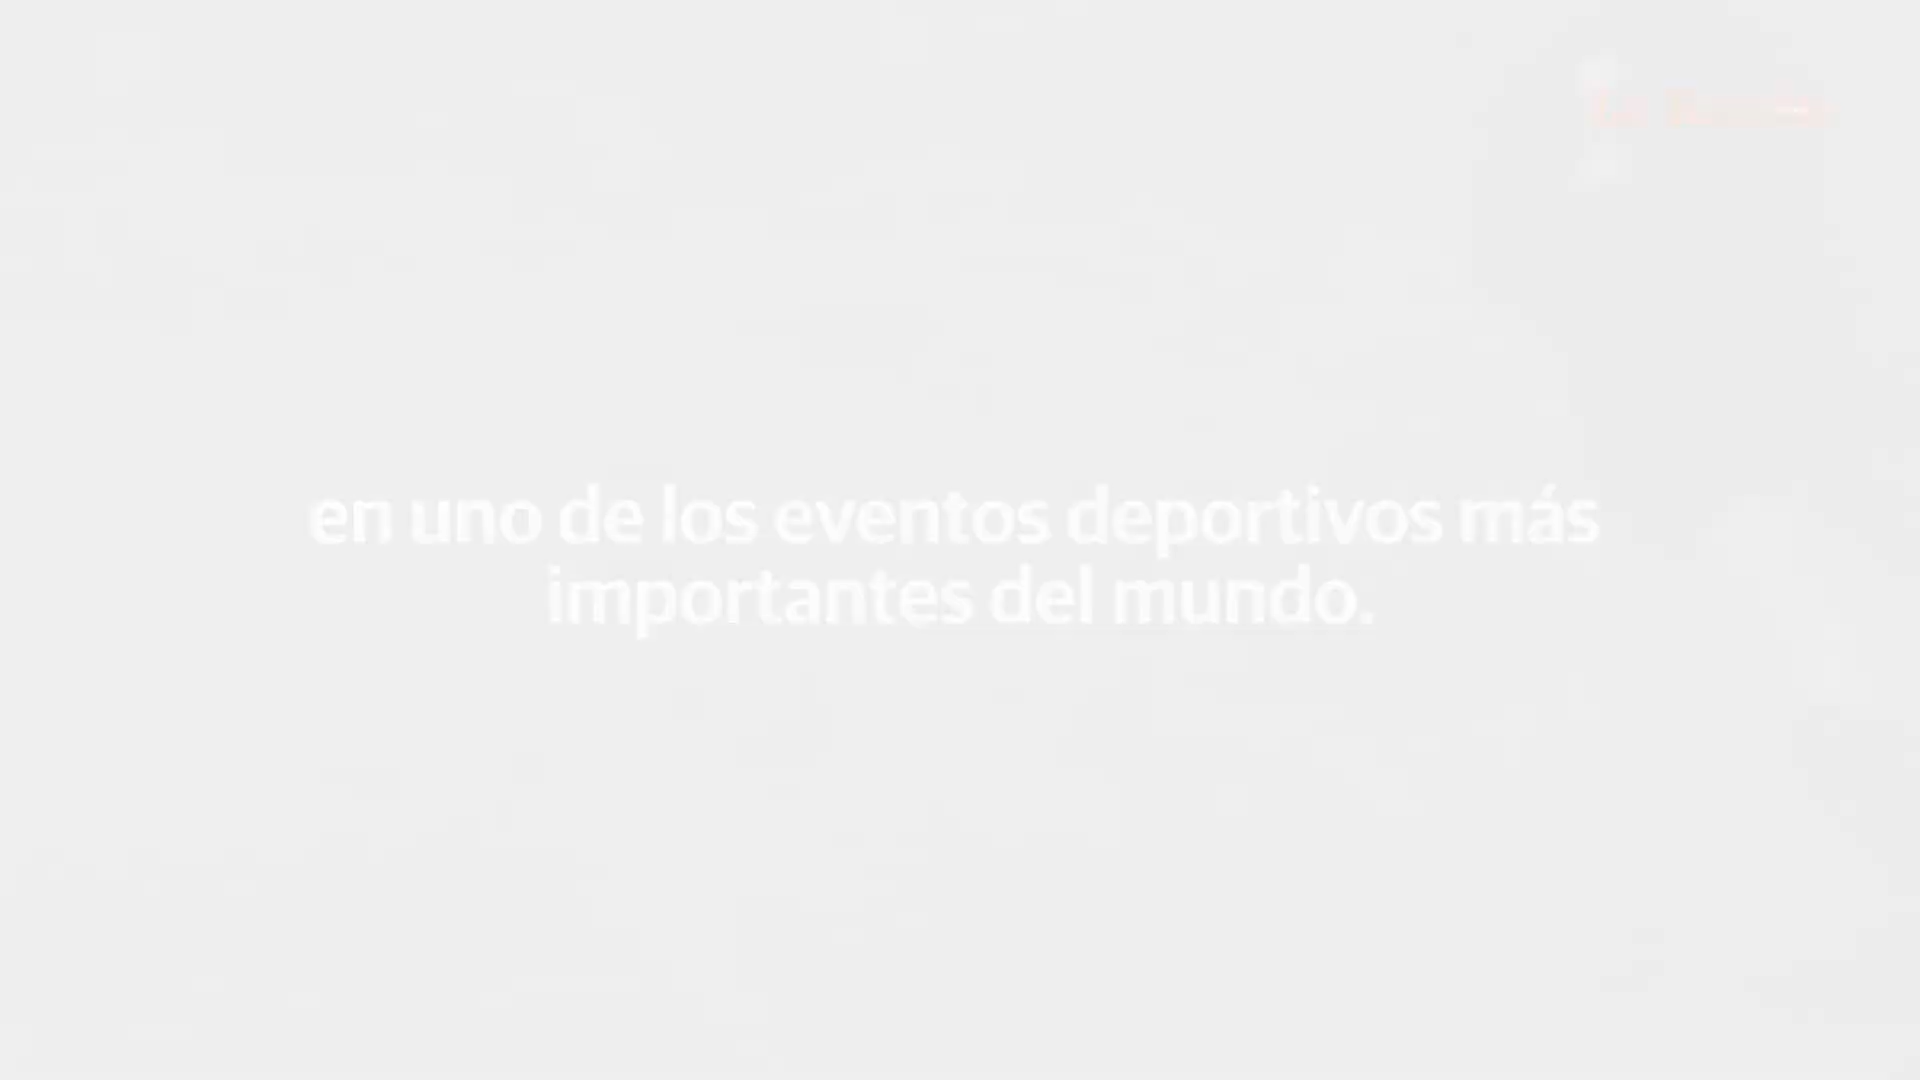 en uno de los eventos deportivos más
importantes del mundo.